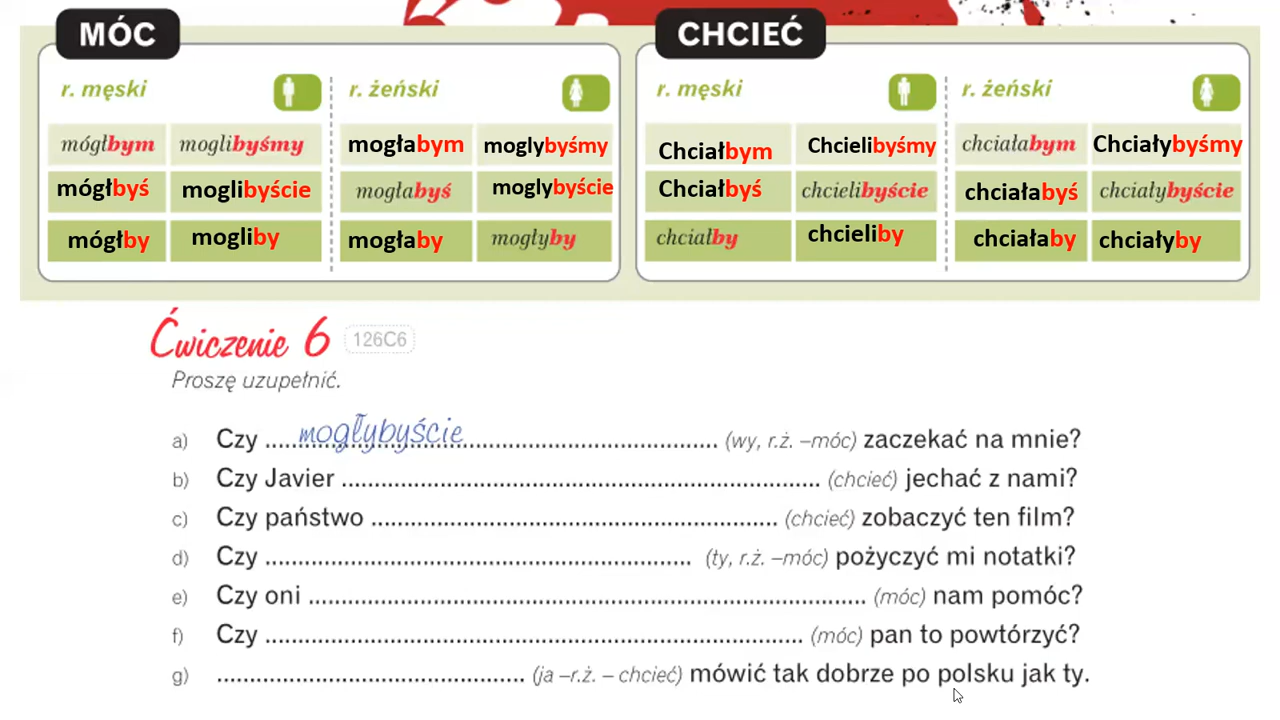 MÓC
CHCIEĆ
r. męski
r. żeński
r. męski
r. żeński
mógłbym moglibyśmy mogłabym moglybyśmy Chciałbym Chcielibyśmy chciałabym Chciałybyśmy
mógłbyś moglibyście mogłabyś moglybyście Chciałbyś chcielibyście chciałabyś chciałybyście
mógłby mogliby mogłaby mogłyby chciałby chcieliby chciałaby chciałyby
Ćwiczenie 6 126C6
Proszę uzupełnić.
a) Czy ....mogłybyście.................................. (wy, r.ż. –móc) zaczekać na mnie?
b) Czy Javier ........................................................................ (chcieć) jechać z nami?
c) Czy państwo ............................................................. (chcieć) zobaczyć ten film?
d) Czy ................................................................ (ty, r.ż. –móc) pożyczyć mi notatki?
e) Czy oni .................................................................................... (móc) nam pomóc?
f) Czy ................................................................................. (móc) pan to powtórzyć?
g) ............................................... (ja –r.ż. – chcieć) mówić tak dobrze po polsku jak ty.